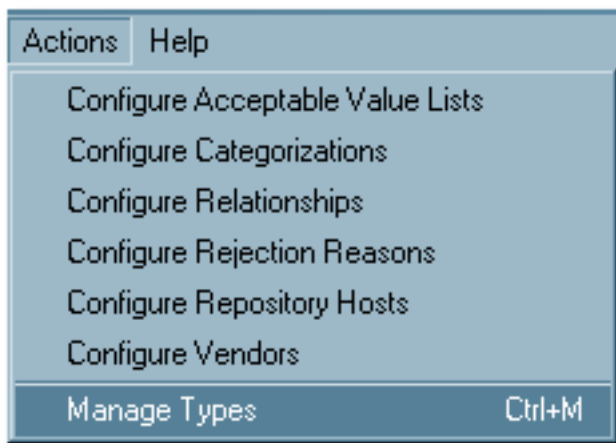 Actions Help
Configure Acceptable Value Lists
Configure Categorizations
Configure Relationships
Configure Rejection Reasons
Configure Repository Hosts
Configure Vendors
Manage Types Ctrl+M